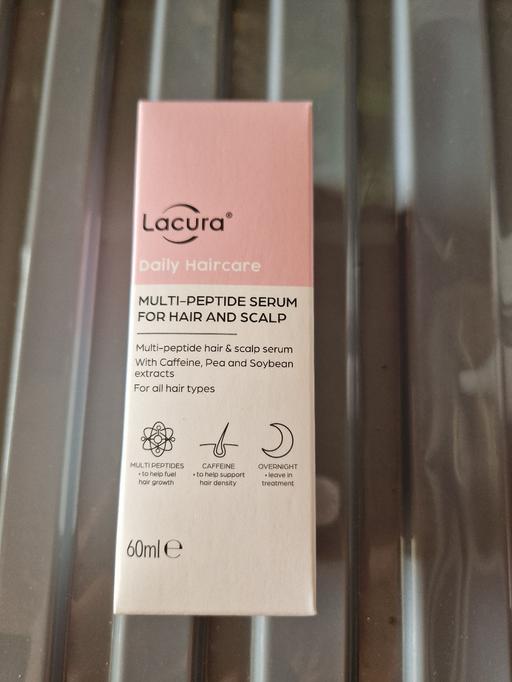 Lacura®
Daily Haircare
MULTI-PEPTIDE SERUM
FOR HAIR AND SCALP
Multi-peptide hair & scalp serum
With Caffeine, Pea and Soybean
extracts
For all hair types
MULTI PEPTIDES
• to help fuel
hair growth
CAFFEINE
• to help support
hair density
OVERNIGHT
• leave in
treatment
60ml ℮